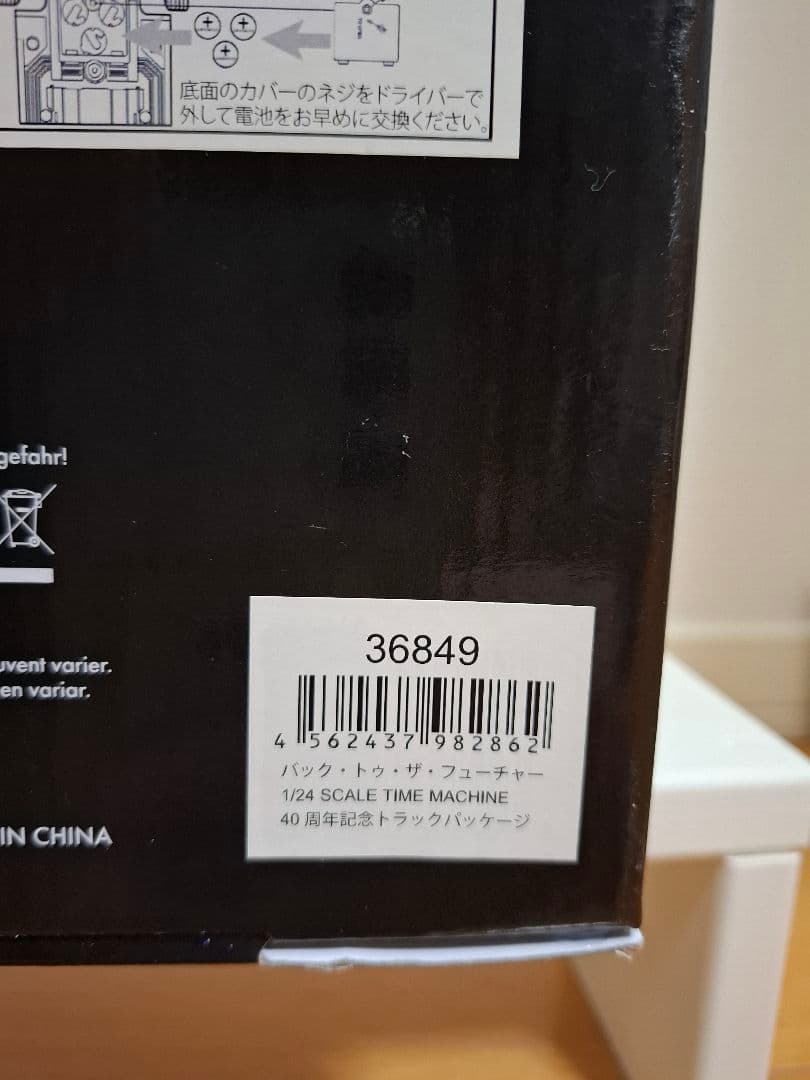 底面のカバーのネジをドライバーで
外して電池をお早めに交換ください。
gefahr!
uvent varier.
en variar.
IN CHINA
36849
4 562437 982862
バック・トゥ・ザ・フューチャー
1/24 SCALE TIME MACHINE
40 周年記念トラックパッケージ